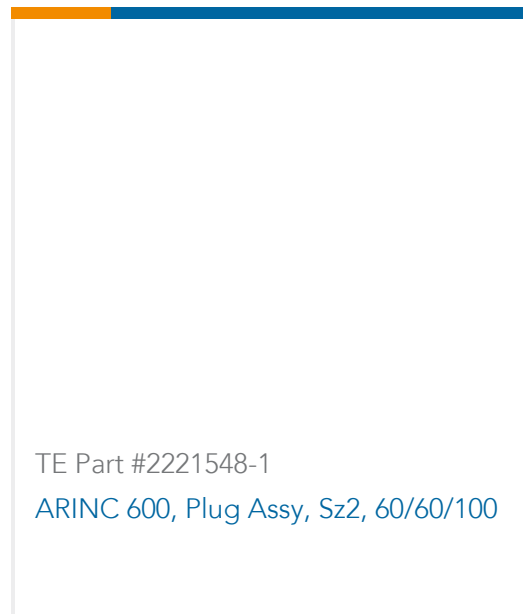 TE Part #2221548-1
ARINC 600, Plug Assy, Sz2, 60/60/100